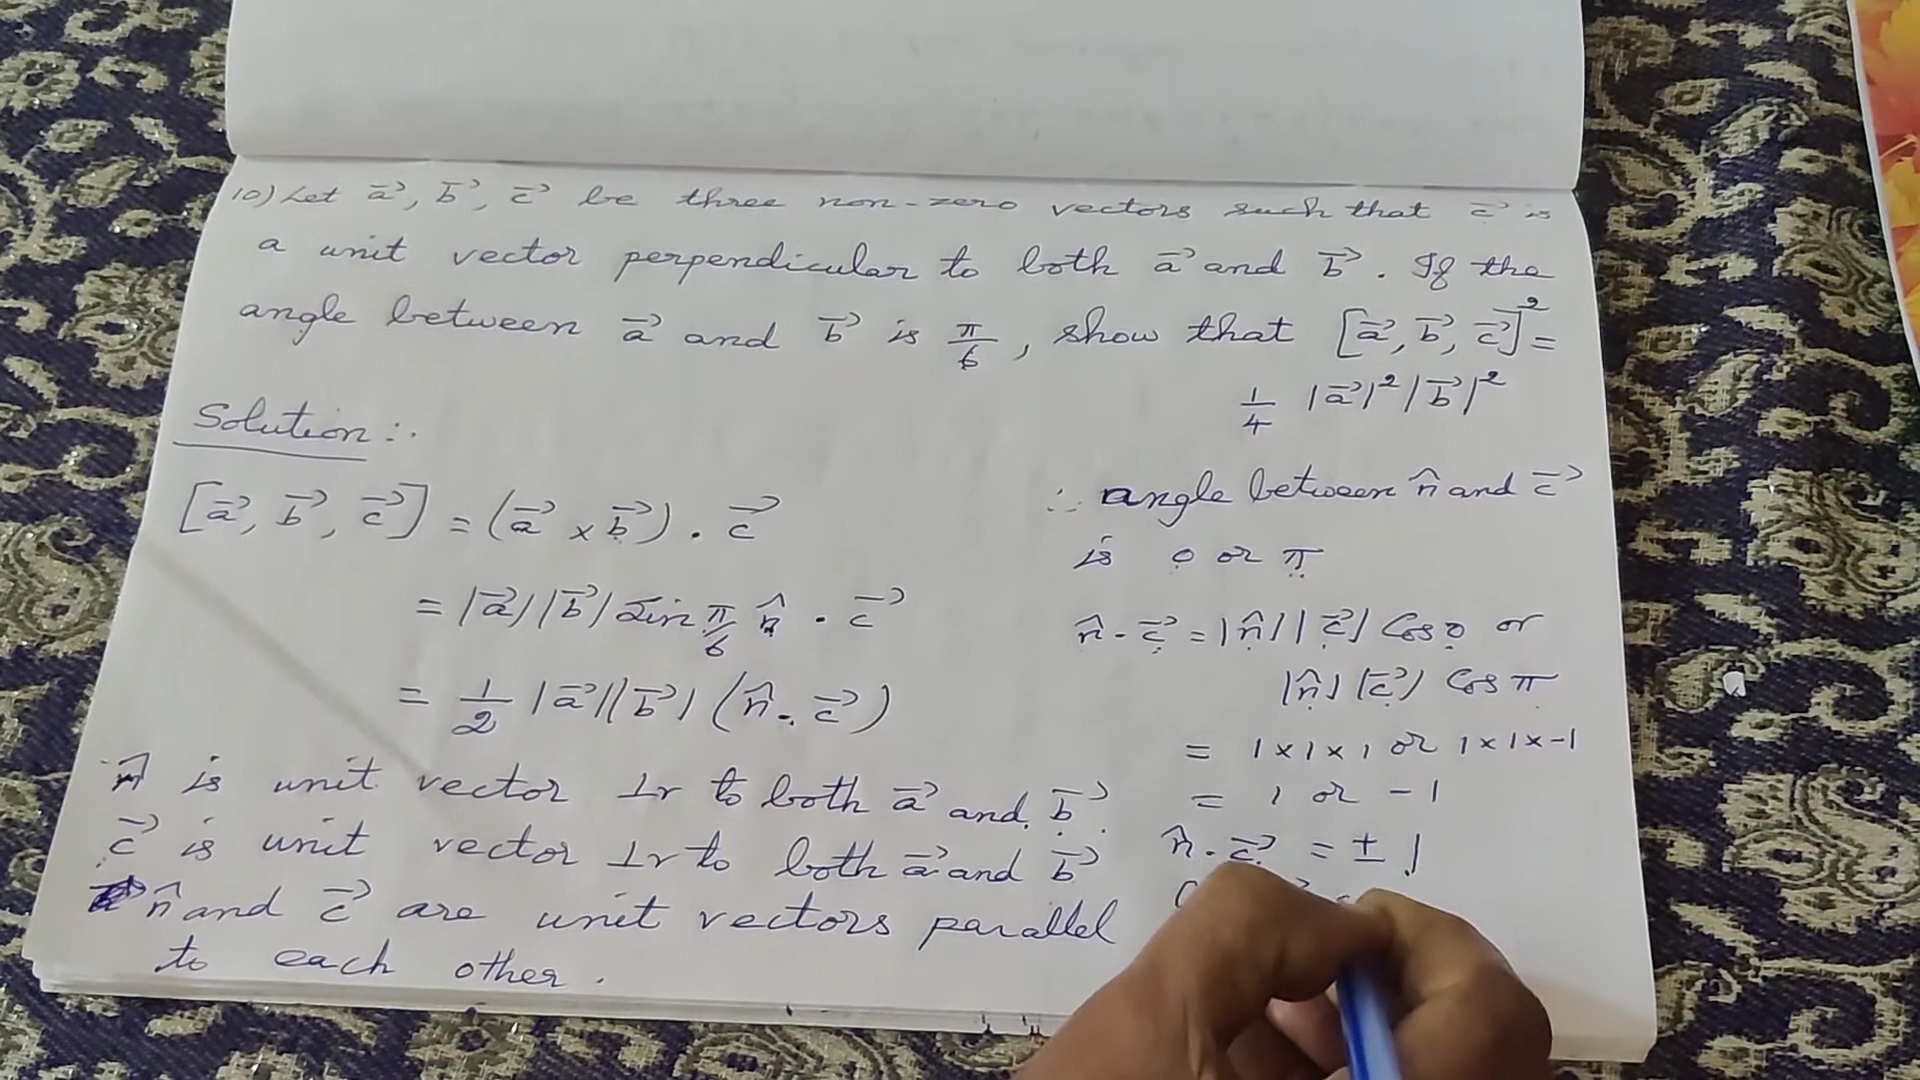 10) Let a⃗, b⃗, c⃗ be three non-zero vectors such that c⃗ is
a unit vector perpendicular to both a⃗ and b⃗. If the
angle between a⃗ and b⃗ is π/6, show that [a⃗, b⃗, c⃗]² =
1/4 |a⃗|² |b⃗|²
Solution :.
[a⃗, b⃗, c⃗] = (a⃗ × b⃗) . c⃗
= |a⃗| |b⃗| Sin π/6 n̂ . c⃗
= 1/2 |a⃗| |b⃗| (n̂ . c⃗)
n̂ is unit vector ⊥r to both a⃗ and b⃗.
c⃗ is unit vector ⊥r to both a⃗ and b⃗
n̂ and c⃗ are unit vectors parallel
to each other.
∴ angle between n̂ and c⃗
is 0 or π
n̂ . c⃗ = |n̂| |c⃗| Cos 0 or
|n̂| |c⃗| Cos π
= 1 × 1 × 1 or 1 × 1 × -1
= 1 or -1
n̂ . c⃗ = ± 1